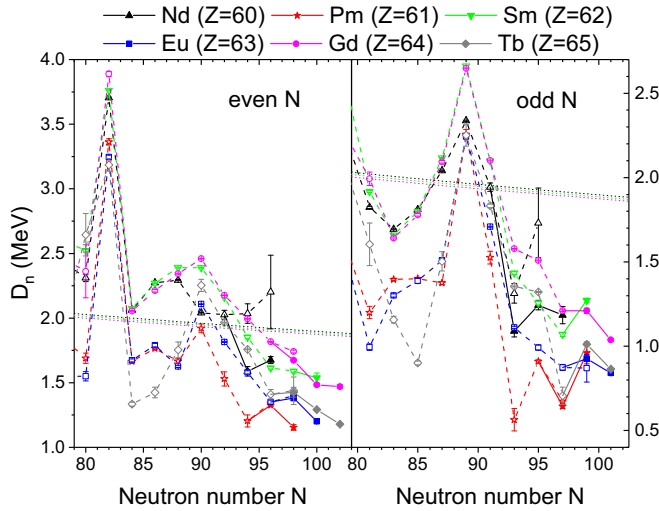 Nd (Z=60) Pm (Z=61) Sm (Z=62)
Eu (Z=63) Gd (Z=64) Tb (Z=65)
4.0
3.5
3.0
2.5
2.0
1.5
1.0
D_n (MeV)
even N
odd N
2.5
2.0
1.5
1.0
0.5
80 85 90 95 100 80 85 90 95 100
Neutron number N Neutron number N